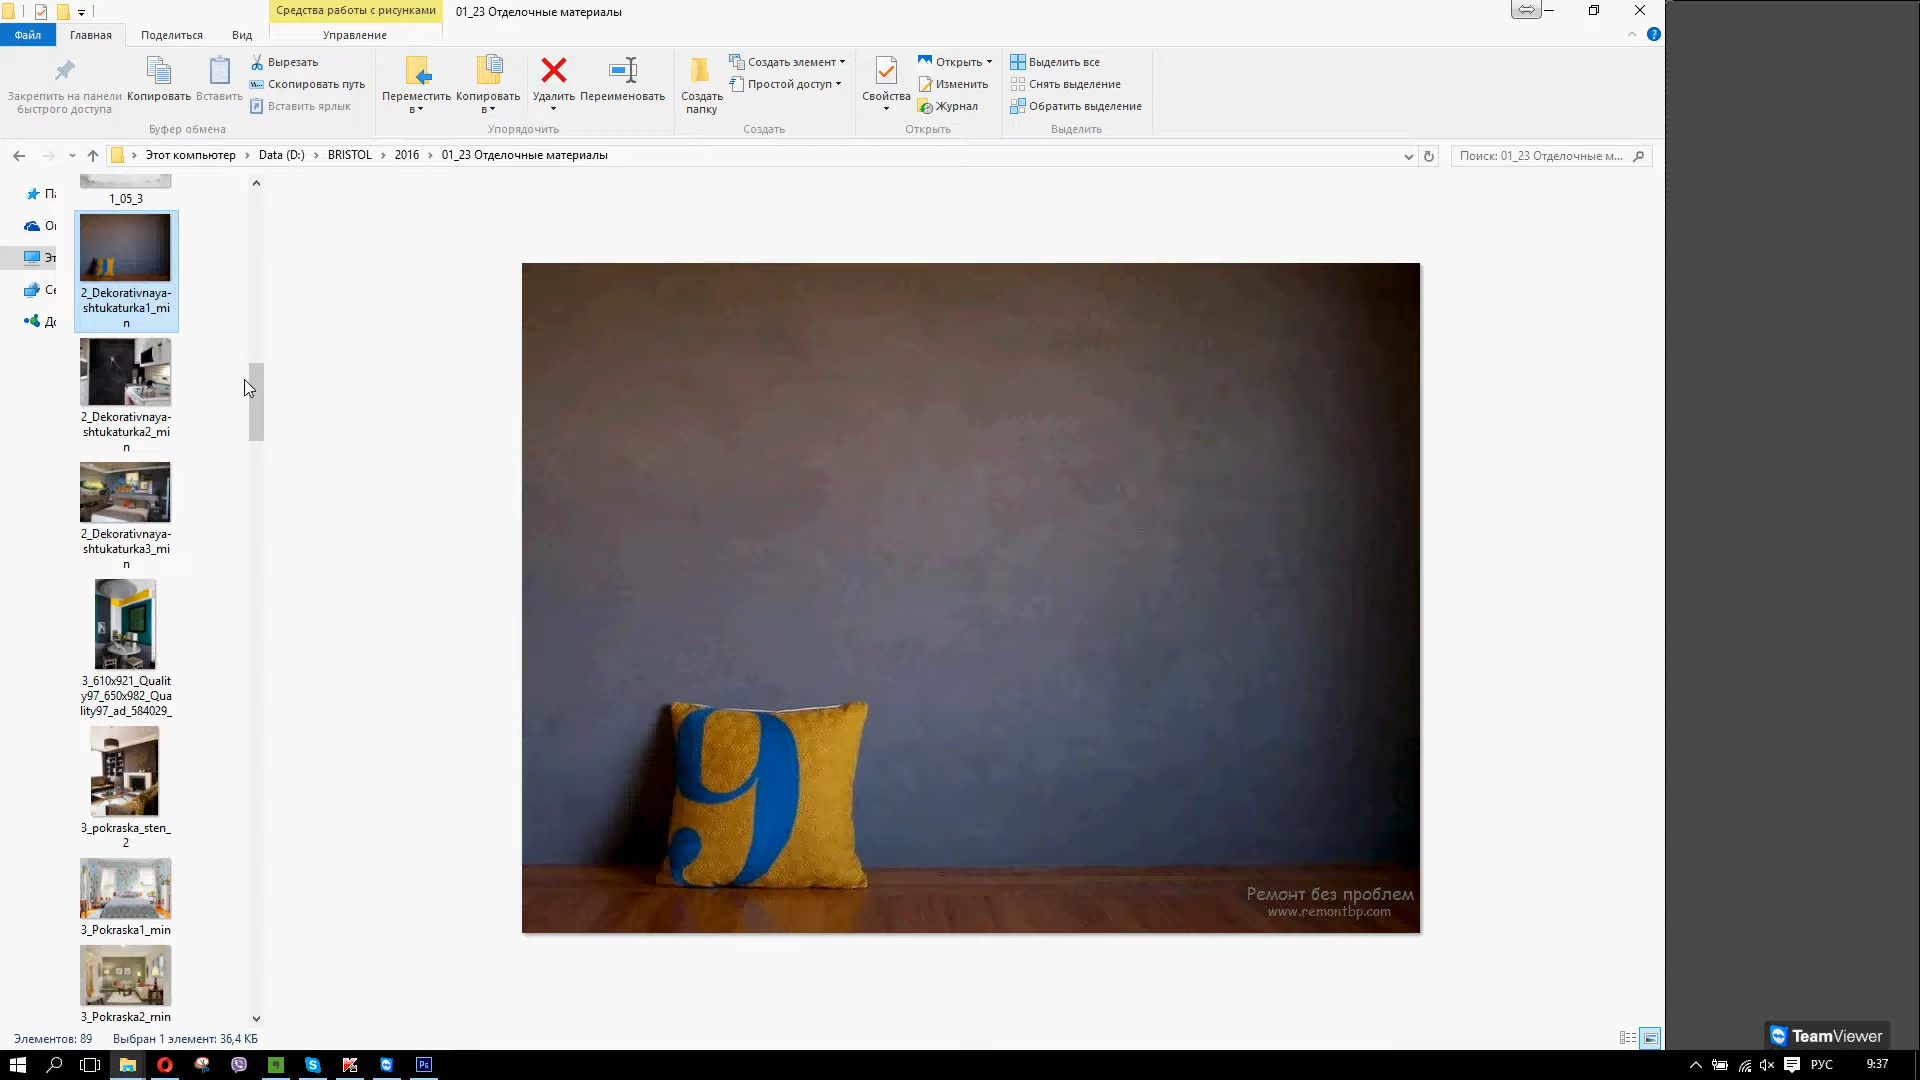 Средства работы с рисунками
01_23 Отделочные материалы
Файл
Главная
Поделиться
Вид
Управление
Закрепить на панели
быстрого доступа
Копировать
Вставить
Вырезать
Скопировать путь
Вставить ярлык
Буфер обмена
Переместить
в
Копировать
в
Удалить
Переименовать
Упорядочить
Создать
папку
Создать элемент
Простой доступ
Создать
Свойства
Открыть
Изменить
Журнал
Открыть
Выделить все
Снять выделение
Обратить выделение
Выделить
Этот компьютер
Data (D:)
BRISTOL
2016
01_23 Отделочные материалы
Поиск: 01_23 Отделочные м...
1_05_3
2_Dekorativnaya-
shtukaturka1_mi
n
2_Dekorativnaya-
shtukaturka2_mi
n
2_Dekorativnaya-
shtukaturka3_mi
n
3_610x921_Qualit
y97_650x982_Qua
lity97_ad_584029_
3_pokraska_sten_
2
3_Pokraska1_min
3_Pokraska2_min
9
Ремонт без проблем
www.remontbp.com
Элементов: 89
Выбран 1 элемент: 36,4 КБ
TeamViewer
Ps
РУС
9:37